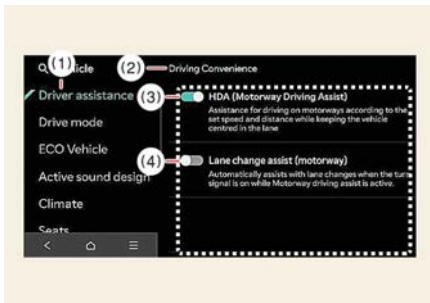 (1)
icle
(2)
Driving Convenience
Driver assistance
(3)
HDA (Motorway Driving Assist)
Assistance for driving on motorways according to the
set speed and distance while keeping the vehicle
centred in the lane
Drive mode
ECO Vehicle
(4)
Lane change assist (motorway)
Automatically assists with lane changes when the turn
signal is on while Motorway driving assist is active.
Active sound design
Climate
Seats